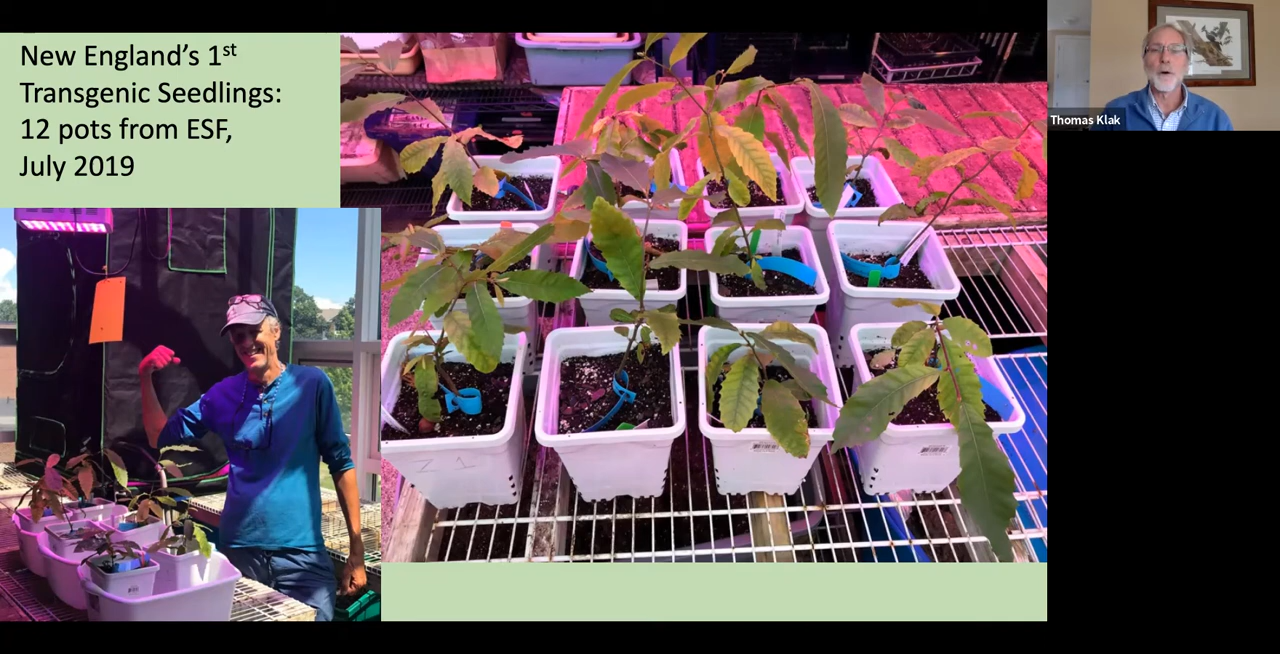 New England's 1st
Transgenic Seedlings:
12 pots from ESF,
July 2019
Thomas Klak